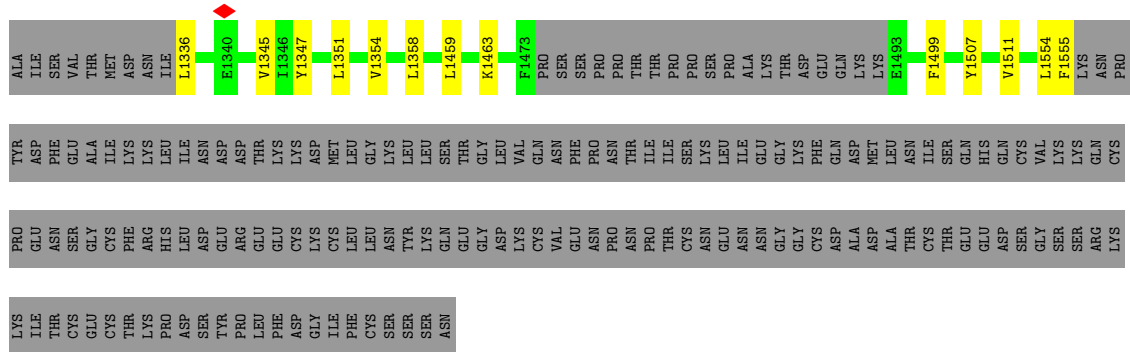 ALA ILE SER VAL THR MET ASP ASN ILE L1336 E1340 V1345 I1346 Y1347 L1351 V1354 L1358 L1459 K1463 F1473 PRO SER SER PRO PRO THR THR PRO PRO SER PRO ALA LYS THR ASP GLU GLN LYS LYS E1493 F1499 Y1507 V1511 L1554 F1555 LYS ASN PRO
TYR ASP PHE GLU ALA ILE LYS LYS LEU ILE ASN ASP ASP THR LYS LYS ASP MET LEU GLY LYS LEU LEU SER THR GLY LEU VAL GLN ASN PHE PRO ASN THR ILE ILE SER LYS LEU ILE GLU GLY LYS PHE GLN ASP MET LEU ASN ILE SER GLN HIS GLN CYS VAL LYS LYS GLN CYS
PRO GLU ASN SER GLY CYS PHE ARG HIS LEU ASP GLU ARG GLU GLU CYS LYS CYS LEU LEU ASN TYR LYS GLN GLU GLY ASP LYS CYS VAL GLU ASN PRO ASN PRO THR CYS ASN GLU ASN ASN GLY GLY CYS ASP ALA ASP ALA THR CYS THR GLU GLU ASP SER GLY SER SER ARG LYS
LYS ILE THR CYS GLU CYS THR LYS PRO ASP SER TYR PRO LEU PHE ASP GLY ILE PHE CYS SER SER SER ASN